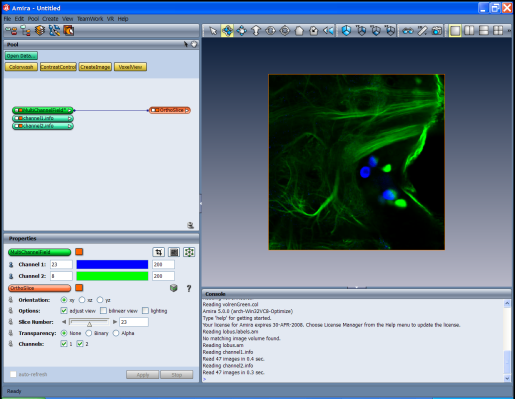 Amira - Untitled
File Edit Pool Create View TeamWork VR Help
Pool
Open Data...
Colorwash ContrastControl CreateImage VoxelView
MultiChannelField* OrthoSlice
channel1.info
channel2.info
Properties
MultiChannelField
Channel 1: 23 200
Channel 2: 8 200
OrthoSlice
Orientation: xy xz yz
Options: adjust view bilinear view lighting
Slice Number: 23
Transparency: None Binary Alpha
Channels: 1 2
auto-refresh Apply Stop
Console
Reading volrenGreen.col
Amira 5.0.0 (arch-Win32VC8-Optimize)
Type 'help' for getting started.
Your license for Amira expires 30-APR-2008. Choose License Manager from the Help menu to update the license.
Reading lobus.labels.am
No matching image volume found.
Reading lobus.am
Reading channel1.info
Read 47 images in 0.4 sec.
Reading channel2.info
Read 47 images in 0.3 sec.
>
Ready